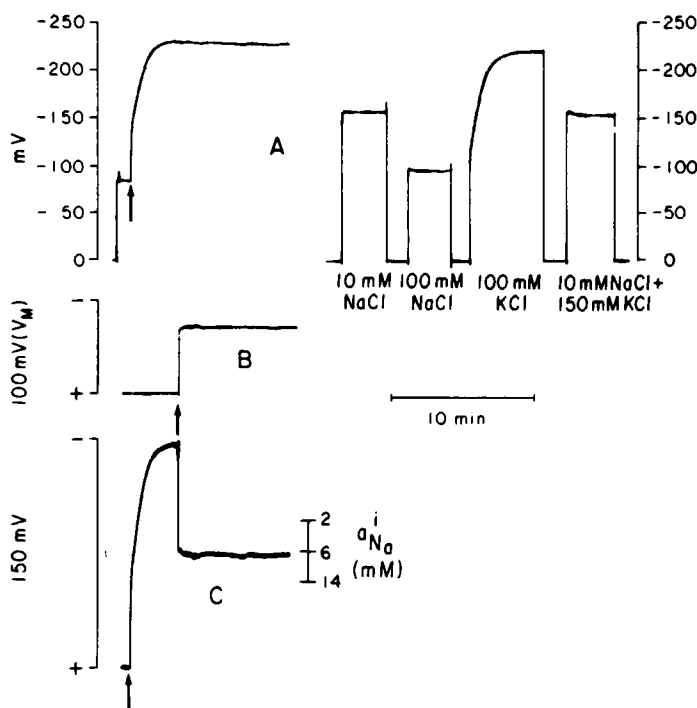 -250
-200
-150
-100
-50
0
mV
A
-250
-200
-150
-100
-50
0
10 mM
NaCl
100 mM
NaCl
100 mM
KCl
10 mM NaCl +
150 mM KCl
10 min
100 mV (VM)
-
+
B
150 mV
-
+
C
2
6
14
aiNa
(mM)